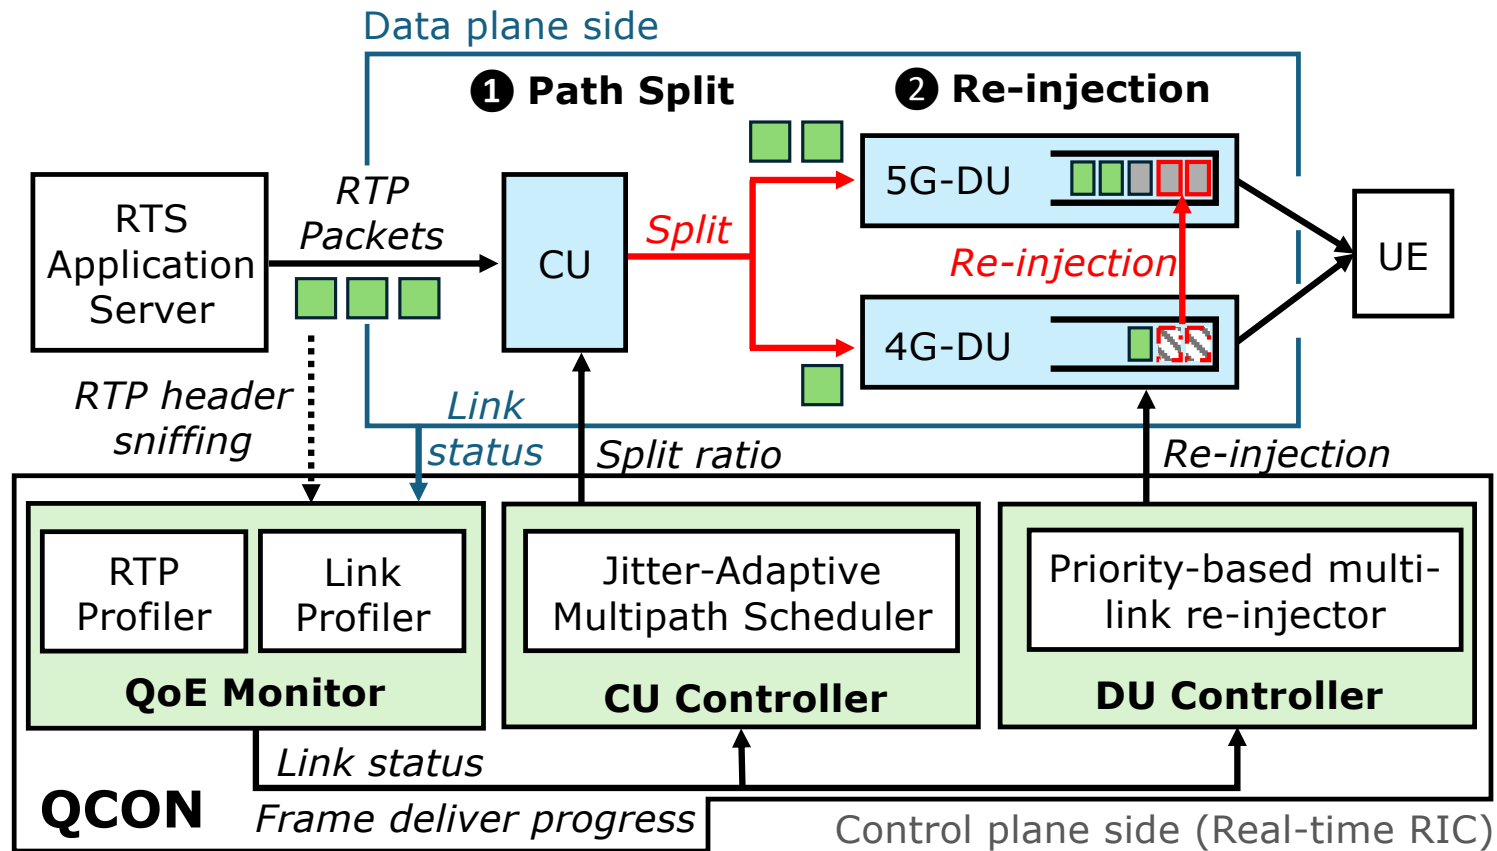 Data plane side
❶ Path Split
❷ Re-injection
RTS
Application
Server
RTP
Packets
CU
Split
5G-DU
Re-injection
4G-DU
UE
RTP header
sniffing
Link
status
Split ratio
Re-injection
RTP
Profiler
Link
Profiler
QoE Monitor
Jitter-Adaptive
Multipath Scheduler
CU Controller
Priority-based multi-
link re-injector
DU Controller
Link status
QCON
Frame deliver progress
Control plane side (Real-time RIC)